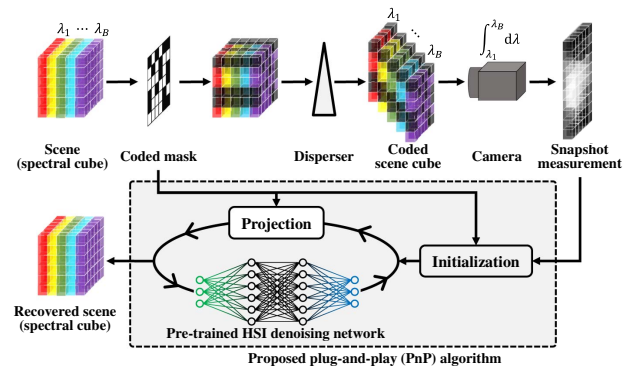 λ1 ⋯ λB
λ1
⋱
λB
∫λ1λB dλ
Scene
(spectral cube)
Coded mask
Disperser
Coded
scene cube
Camera
Snapshot
measurement
Projection
Initialization
Recovered scene
(spectral cube)
Pre-trained HSI denoising network
Proposed plug-and-play (PnP) algorithm